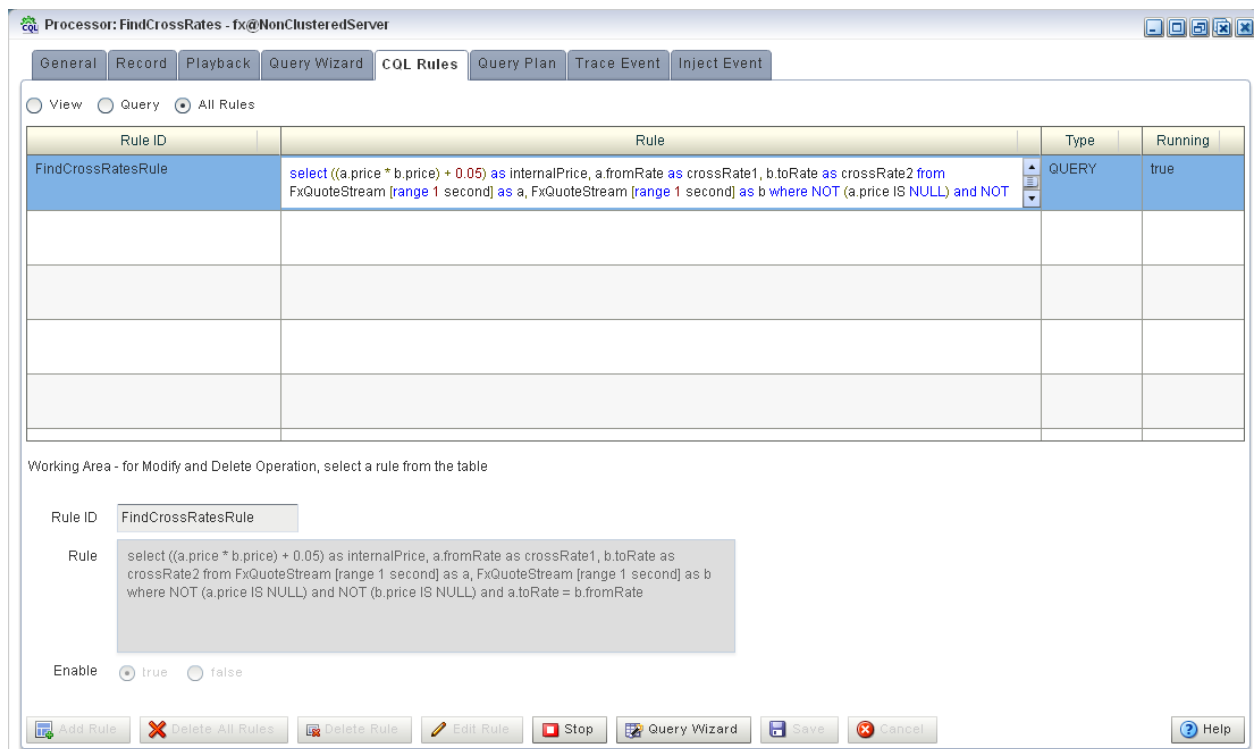 CQL Processor: FindCrossRates - fx@NonClusteredServer
General Record Playback Query Wizard CQL Rules Query Plan Trace Event Inject Event
View Query All Rules
Rule ID Rule Type Running
FindCrossRatesRule select ((a.price * b.price) + 0.05) as internalPrice, a.fromRate as crossRate1, b.toRate as crossRate2 from QUERY true
FxQuoteStream [range 1 second] as a, FxQuoteStream [range 1 second] as b where NOT (a.price IS NULL) and NOT
Working Area - for Modify and Delete Operation, select a rule from the table
Rule ID FindCrossRatesRule
Rule select ((a.price * b.price) + 0.05) as internalPrice, a.fromRate as crossRate1, b.toRate as
crossRate2 from FxQuoteStream [range 1 second] as a, FxQuoteStream [range 1 second] as b
where NOT (a.price IS NULL) and NOT (b.price IS NULL) and a.toRate = b.fromRate
Enable true false
Add Rule Delete All Rules Delete Rule Edit Rule Stop Query Wizard Save Cancel Help